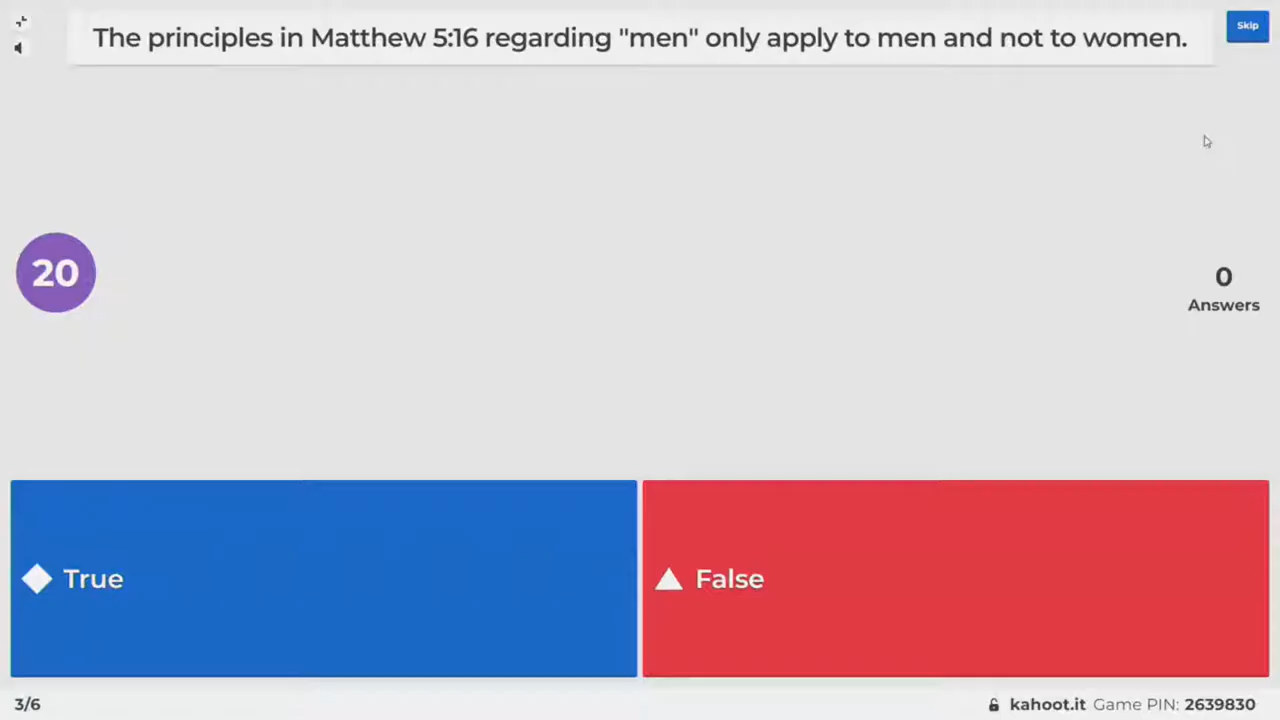 The principles in Matthew 5:16 regarding "men" only apply to men and not to women.
Skip
20
0
Answers
True
False
3/6
kahoot.it Game PIN: 2639830